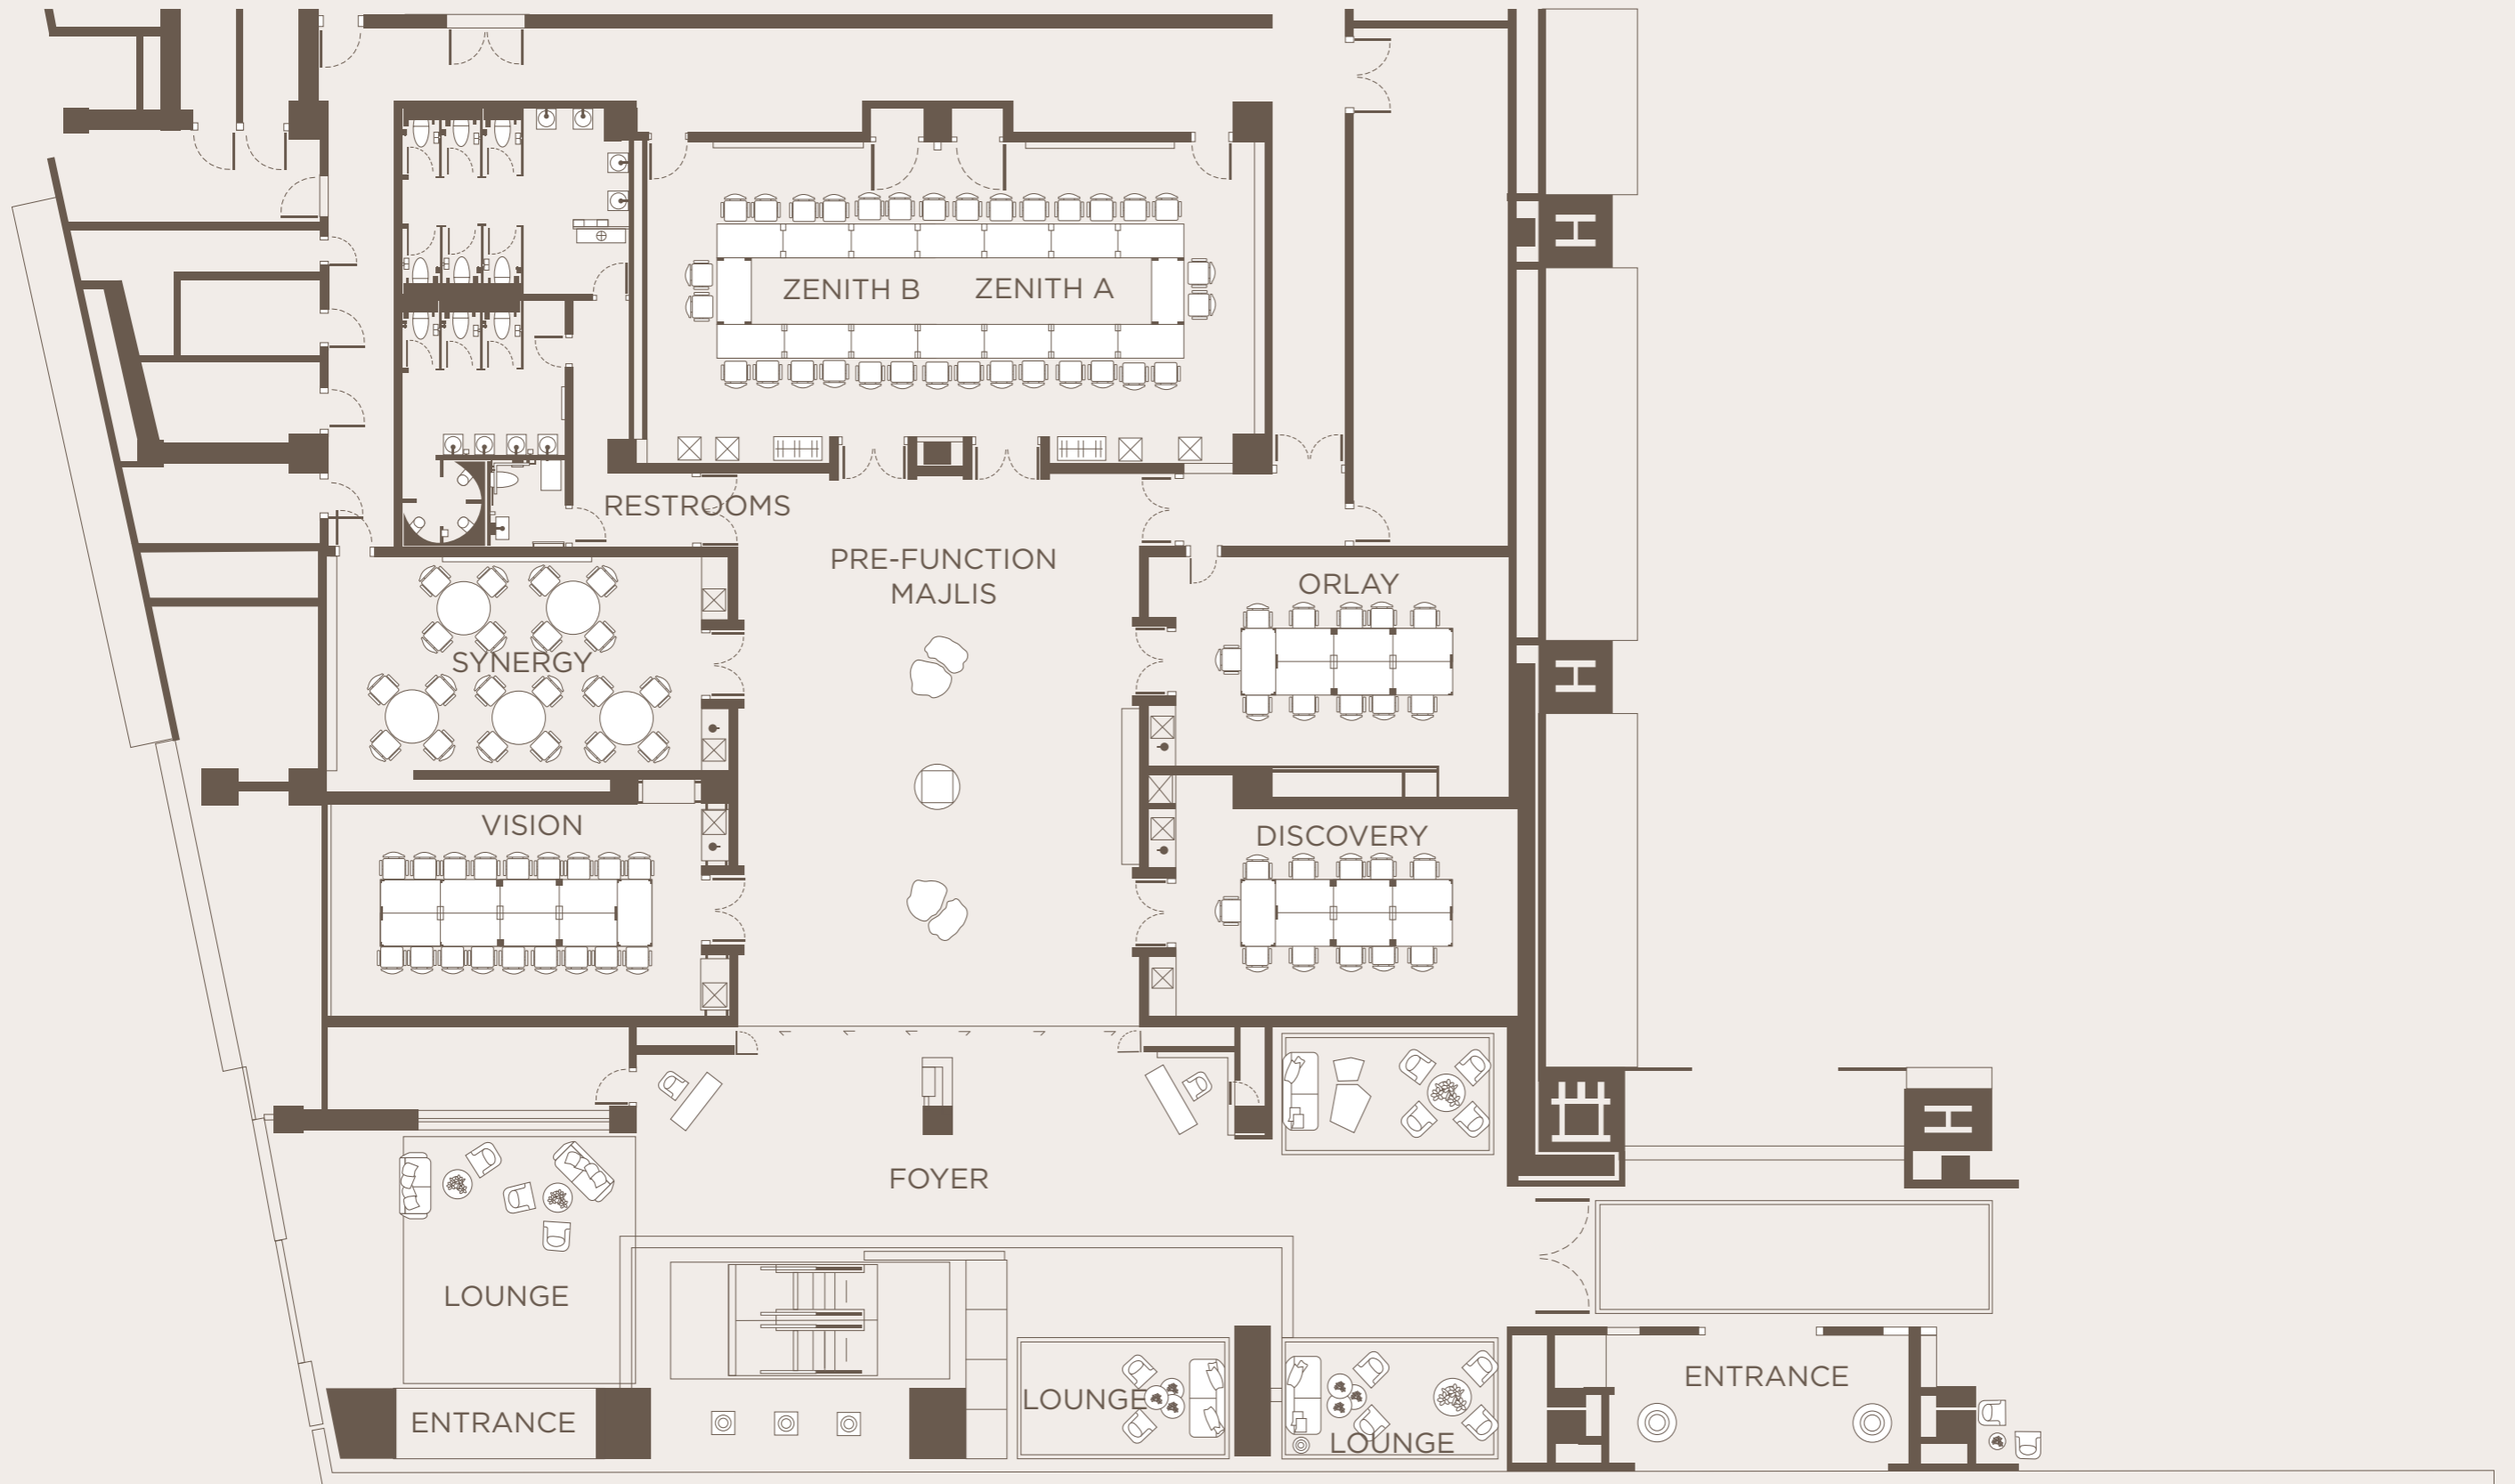 ZENITH B
ZENITH A
RESTROOMS
PRE-FUNCTION
MAJLIS
ORLAY
SYNERGY
VISION
DISCOVERY
FOYER
LOUNGE
ENTRANCE
LOUNGE
LOUNGE
ENTRANCE